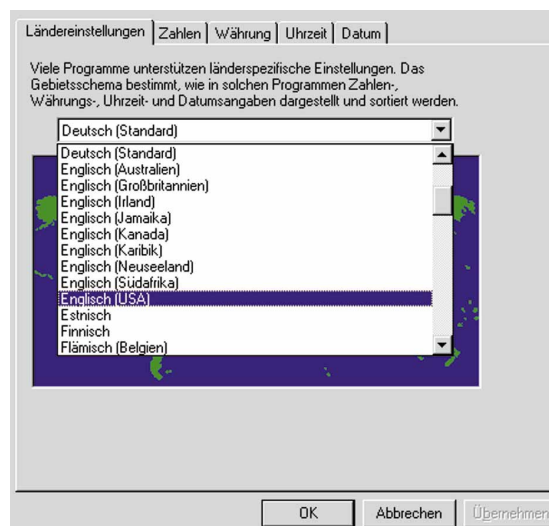 Ländereinstellungen Zahlen Währung Uhrzeit Datum
Viele Programme unterstützen länderspezifische Einstellungen. Das
Gebietsschema bestimmt, wie in solchen Programmen Zahlen-,
Währungs-, Uhrzeit- und Datumsangaben dargestellt und sortiert werden.
Deutsch (Standard)
Deutsch (Standard)
Englisch (Australien)
Englisch (Großbritannien)
Englisch (Irland)
Englisch (Jamaika)
Englisch (Kanada)
Englisch (Karibik)
Englisch (Neuseeland)
Englisch (Südafrika)
Englisch (USA)
Estnisch
Finnisch
Flämisch (Belgien)
OK Abbrechen Übernehmen